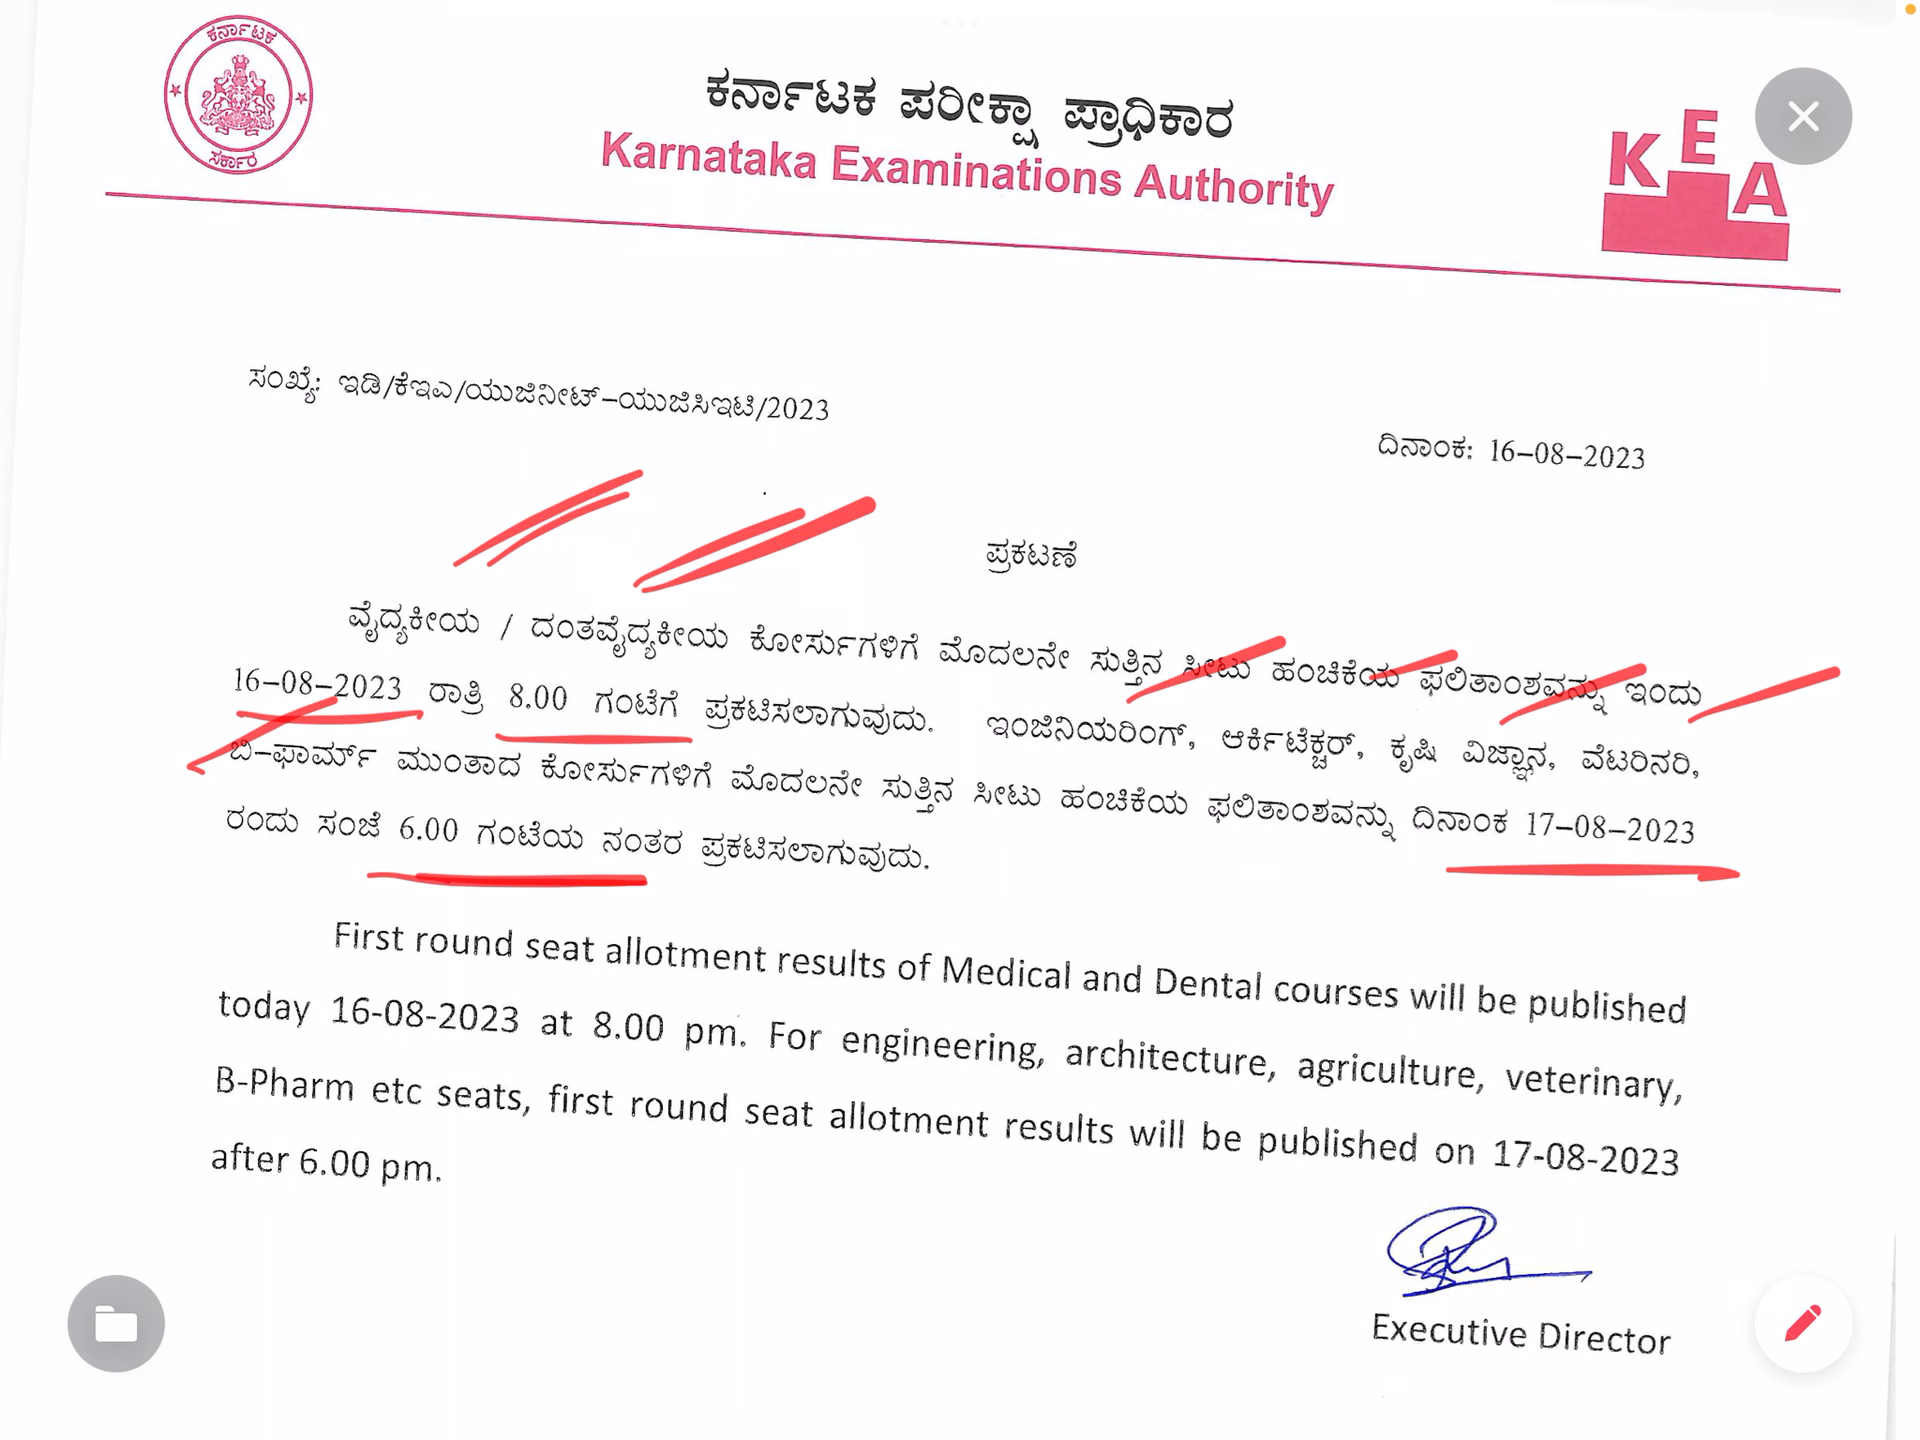 ಕರ್ನಾಟಕ
ಸರ್ಕಾರ
ಕರ್ನಾಟಕ ಪರೀಕ್ಷಾ ಪ್ರಾಧಿಕಾರ
Karnataka Examinations Authority
KEA
ಸಂಖ್ಯೆ: ಇಡಿ/ಕೆಇಎ/ಯುಜಿನೀಟ್-ಯುಜಿಸಿಇಟಿ/2023
ದಿನಾಂಕ: 16-08-2023
ಪ್ರಕಟಣೆ
ವೈದ್ಯಕೀಯ / ದಂತವೈದ್ಯಕೀಯ ಕೋರ್ಸುಗಳಿಗೆ ಮೊದಲನೇ ಸುತ್ತಿನ ಸೀಟು ಹಂಚಿಕೆಯ ಫಲಿತಾಂಶವನ್ನು ಇಂದು
16-08-2023 ರಾತ್ರಿ 8.00 ಗಂಟೆಗೆ ಪ್ರಕಟಿಸಲಾಗುವುದು. ಇಂಜಿನಿಯರಿಂಗ್, ಆರ್ಕಿಟೆಕ್ಚರ್, ಕೃಷಿ ವಿಜ್ಞಾನ, ವೆಟರಿನರಿ,
ಬಿ-ಫಾರ್ಮ್ ಮುಂತಾದ ಕೋರ್ಸುಗಳಿಗೆ ಮೊದಲನೇ ಸುತ್ತಿನ ಸೀಟು ಹಂಚಿಕೆಯ ಫಲಿತಾಂಶವನ್ನು ದಿನಾಂಕ 17-08-2023
ರಂದು ಸಂಜೆ 6.00 ಗಂಟೆಯ ನಂತರ ಪ್ರಕಟಿಸಲಾಗುವುದು.
First round seat allotment results of Medical and Dental courses will be published
today 16-08-2023 at 8.00 pm. For engineering, architecture, agriculture, veterinary,
B-Pharm etc seats, first round seat allotment results will be published on 17-08-2023
after 6.00 pm.
Executive Director